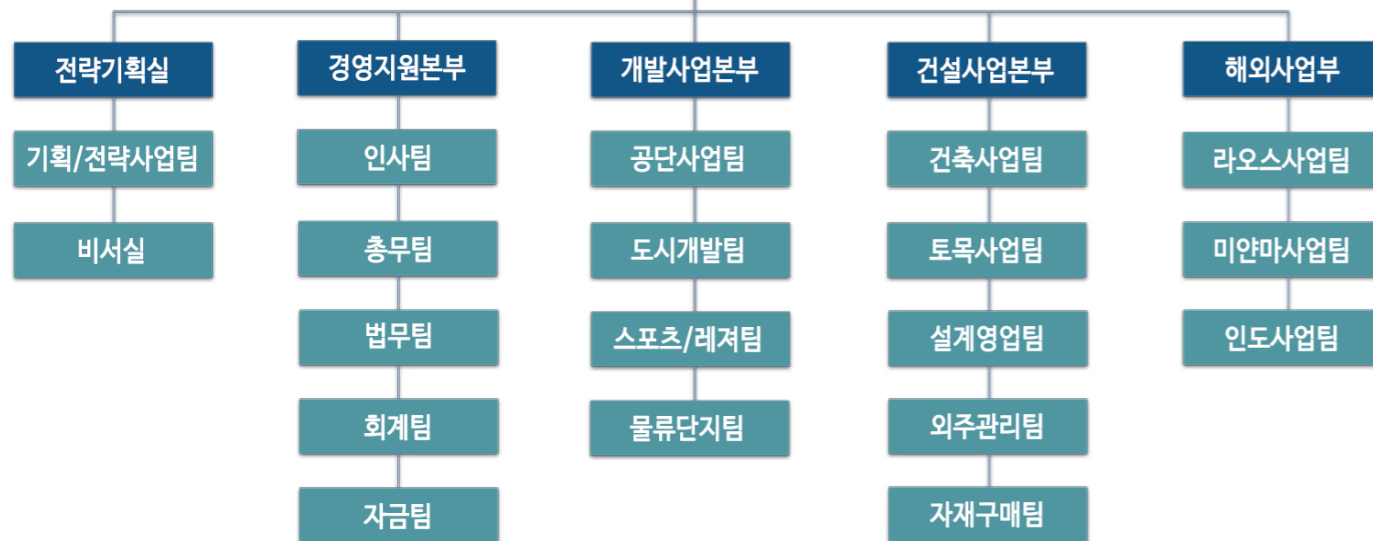 전략기획실
기획/전략사업팀
비서실
경영지원본부
인사팀
총무팀
법무팀
회계팀
자금팀
개발사업본부
공단사업팀
도시개발팀
스포츠/레져팀
물류단지팀
건설사업본부
건축사업팀
토목사업팀
설계영업팀
외주관리팀
자재구매팀
해외사업부
라오스사업팀
미얀마사업팀
인도사업팀